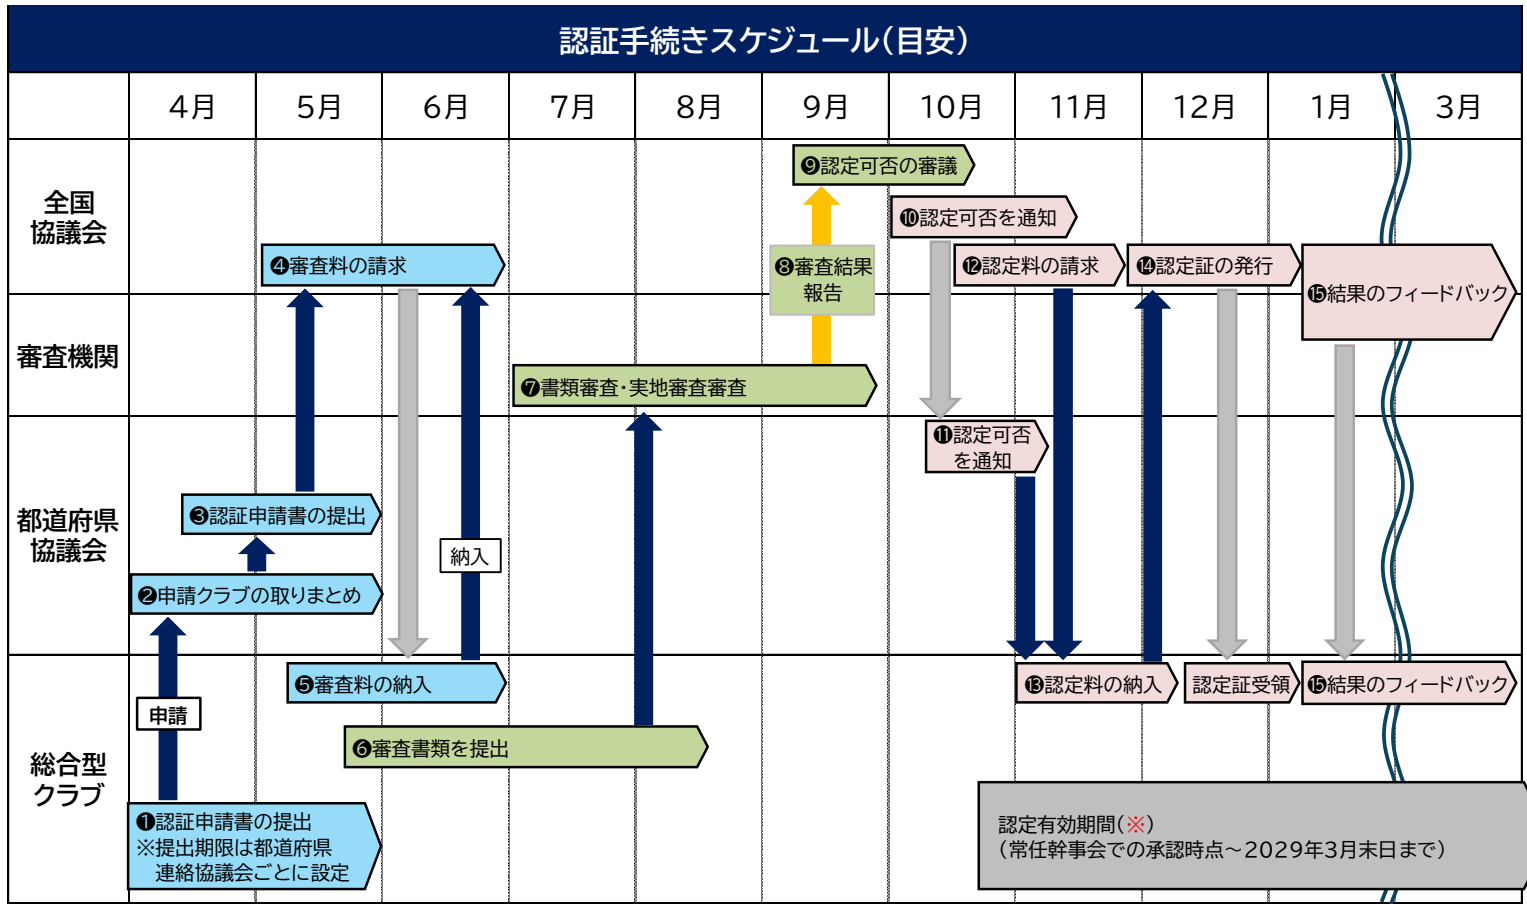 認証手続きスケジュール(目安)
4月
5月
6月
7月
8月
9月
10月
11月
12月
1月
3月
全国
協議会
❾認定可否の審議
❿認定可否を通知
❹審査料の請求
❽審査結果
報告
⓬認定料の請求
⓮認定証の発行
⓯結果のフィードバック
審査機関
❼書類審査・実地審査審査
都道府県
協議会
⓫認定可否
を通知
❸認証申請書の提出
納入
❷申請クラブの取りまとめ
総合型
クラブ
❺審査料の納入
⓭認定料の納入
認定証受領
⓯結果のフィードバック
申請
❻審査書類を提出
❶認証申請書の提出
※提出期限は都道府県
連絡協議会ごとに設定
認定有効期間(※)
(常任幹事会での承認時点～2029年3月末日まで)